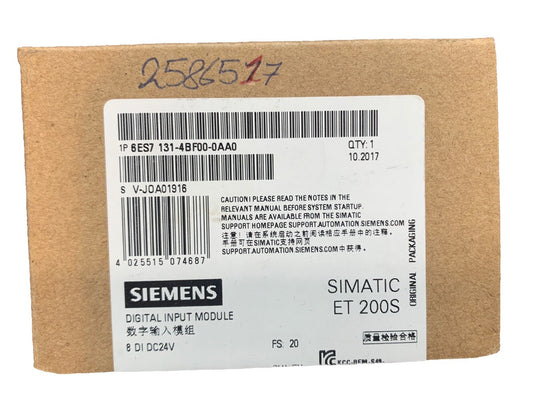 2586517
1P 6ES7 131-4BF00-0AA0
QTY: 1
10.2017
S V-JOA01916
CAUTION! PLEASE READ THE NOTES IN THE
RELEVANT MANUAL BEFORE SYSTEM STARTUP.
MANUALS ARE AVAILABLE FROM THE SIMATIC
SUPPORT HOMEPAGE SUPPORT.AUTOMATION.SIEMENS.COM
注意! 请在系统启动之前阅读相应手册中的注释。
手册可在SIMATIC支持网页
SUPPORT.AUTOMATION.SIEMENS.COM中获得。
4 025515 074687
ORIGINAL PACKAGING
SIEMENS
SIMATIC
ET 200S
DIGITAL INPUT MODULE
数字输入模组
8 DI DC24V
FS. 20
质量检验合格